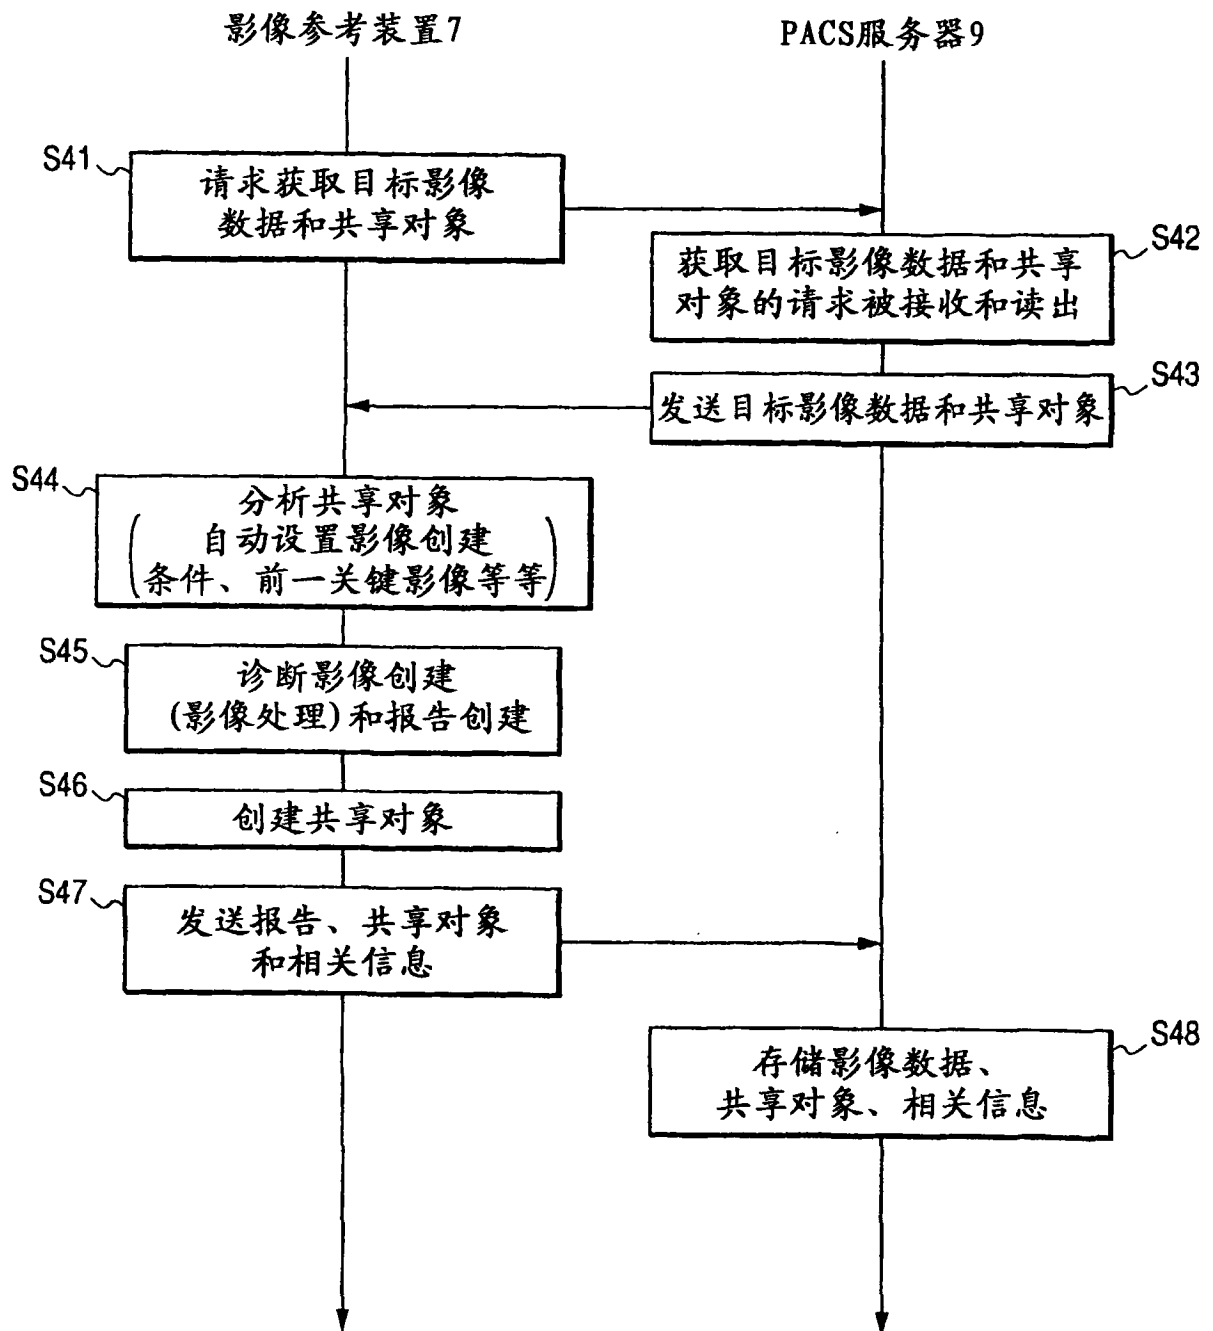 影像参考装置7
PACS服务器9
S41
请求获取目标影像
数据和共享对象
S42
获取目标影像数据和共享
对象的请求被接收和读出
S43
发送目标影像数据和共享对象
S44
分析共享对象
(自动设置影像创建
条件、前一关键影像等等)
S45
诊断影像创建
(影像处理)和报告创建
S46
创建共享对象
S47
发送报告、共享对象
和相关信息
S48
存储影像数据、
共享对象、相关信息